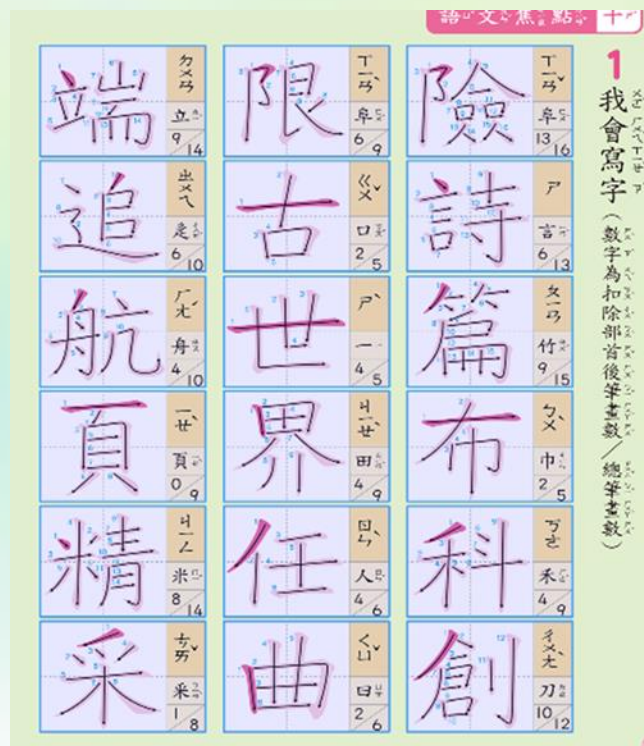 語文焦點 十
1 我會寫字(數字為扣除部首後筆畫數/總筆畫數)
險 ㄒㄧㄢˇ 阜 13/16
詩 ㄕ 言 6/13
篇 ㄆㄧㄢ 竹 9/15
布 ㄅㄨˋ 巾 2/5
科 ㄎㄜ 禾 4/9
創 ㄔㄨㄤˋ 刀 10/12
限 ㄒㄧㄢˋ 阜 6/9
古 ㄍㄨˇ 口 2/5
世 ㄕˋ 一 4/5
界 ㄐㄧㄝˋ 田 4/9
任 ㄖㄣˋ 人 4/6
曲 ㄑㄩˇ 曰 2/6
端 ㄉㄨㄢ 立 9/14
追 ㄓㄨㄟ 辵 6/10
航 ㄏㄤˊ 舟 4/10
頁 ㄧㄝˋ 頁 0/9
精 ㄐㄧㄥ 米 8/14
采 ㄘㄞˇ 釆 1/8